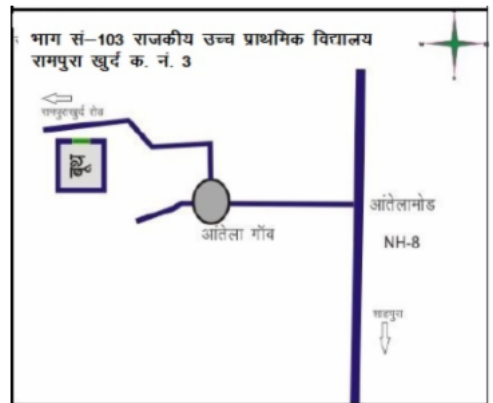 भाग सं–103 राजकीय उच्च प्राथमिक विद्यालय
रामपुरा खुर्द क. नं. 3
रामपुराखुर्द रोड
बूथ
आंतेलामोड
आंतेला गॉव
NH-8
शाहपुरा